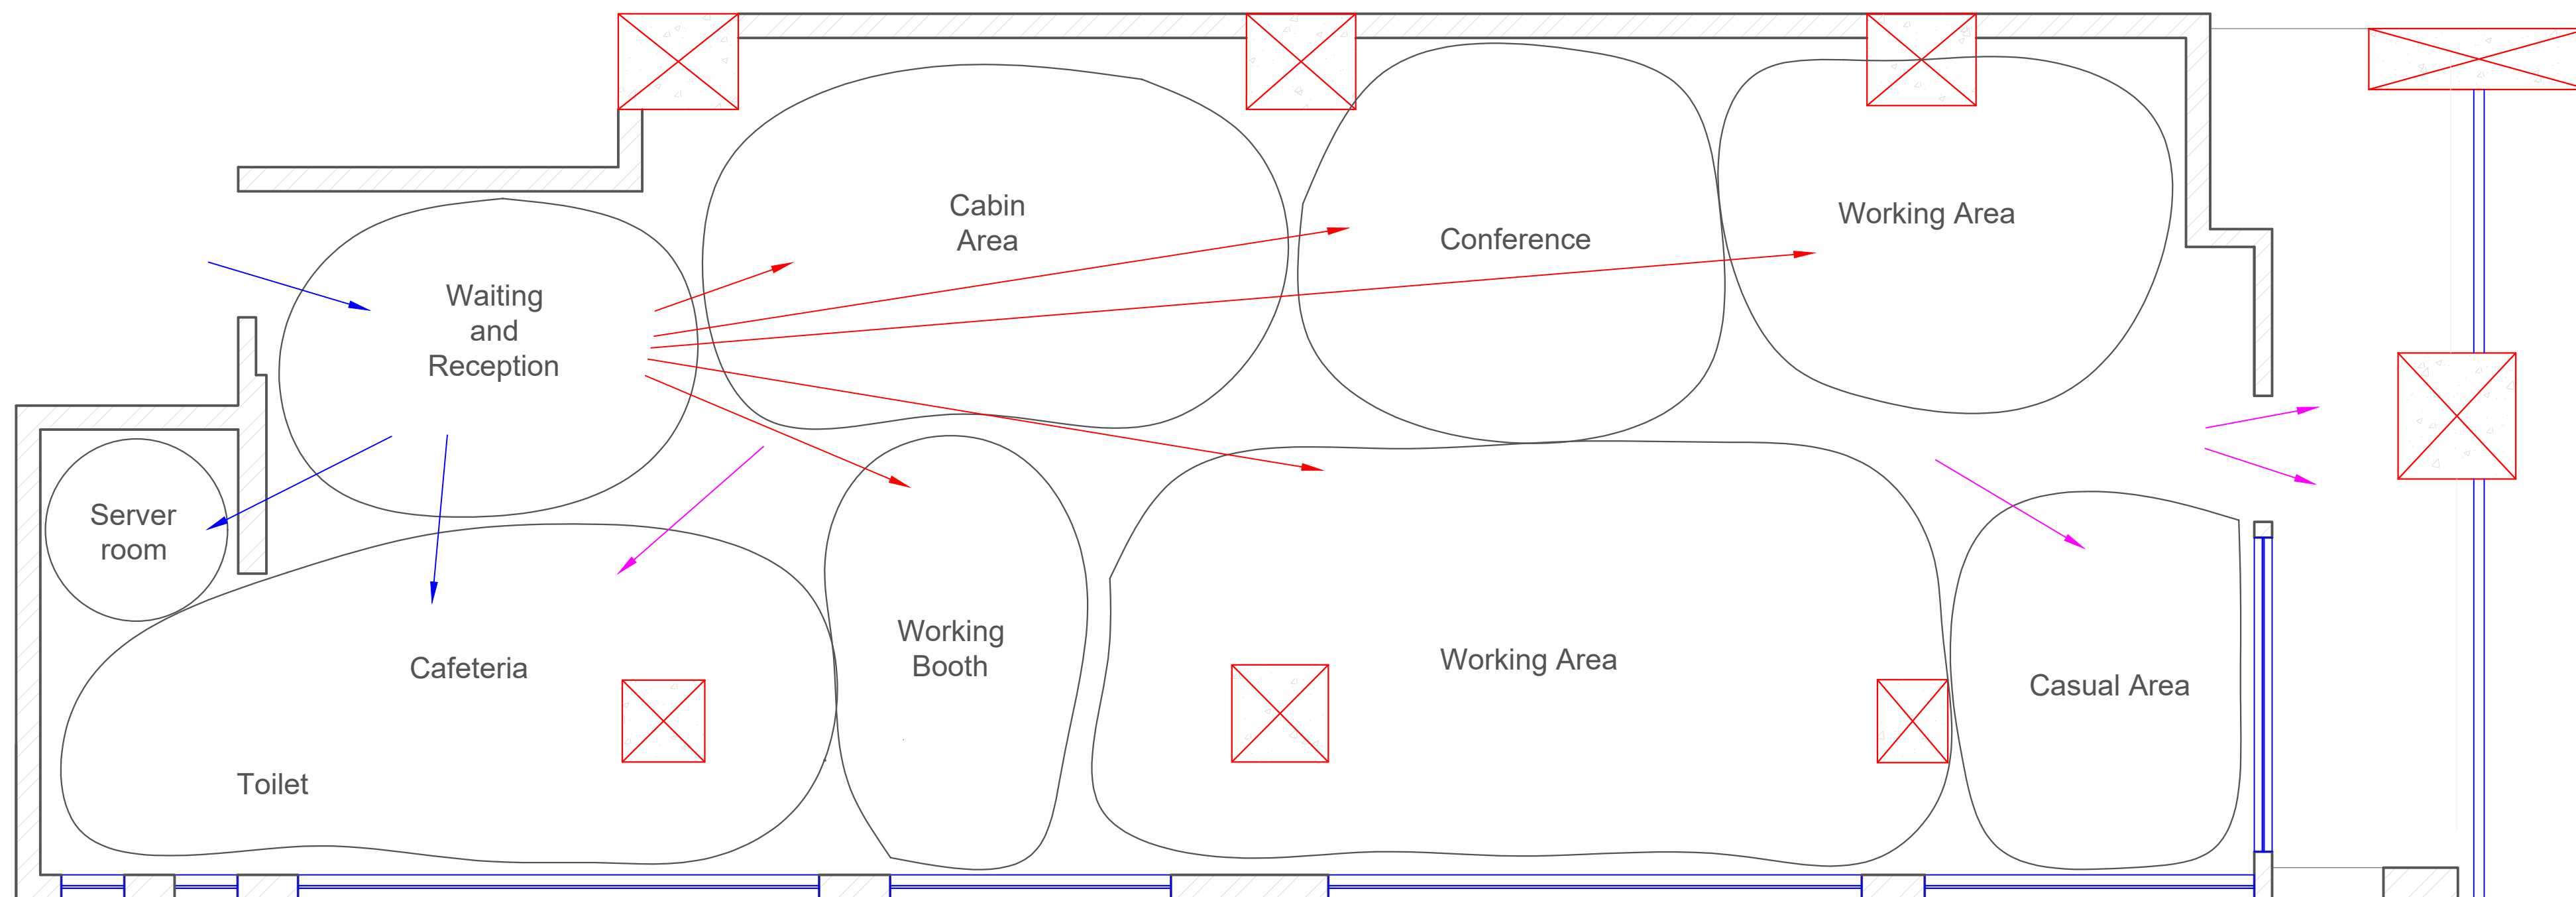 Cabin
Area
Working Area
Conference
Waiting
and
Reception
Server
room
Working
Booth
Cafeteria
Working Area
Casual Area
Toilet